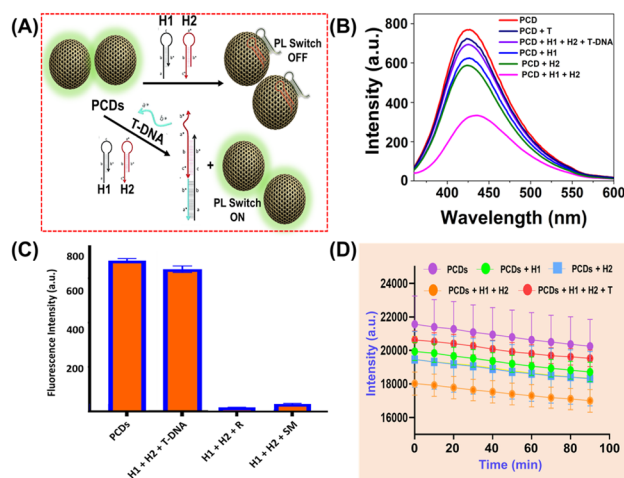 (A)
H1 H2
PL Switch
OFF
PCDs
T-DNA
H1 H2
+
PL Switch
ON
(B)
Intensity (a.u.)
800
600
400
200
0
400 450 500 550 600
Wavelength (nm)
PCD
PCD + T
PCD + H1 + H2 + T-DNA
PCD + H1
PCD + H2
PCD + H1 + H2
(C)
Fluorescence Intensity (a.u.)
800
600
400
200
PCDs
H1 + H2 + T-DNA
H1 + H2 + R
H1 + H2 + SM
(D)
PCDs PCDs + H1 PCDs + H2
PCDs + H1 + H2 PCDs + H1 + H2 + T
Intensity (a.u.)
24000
22000
20000
18000
16000
0 20 40 60 80 100
Time (min)